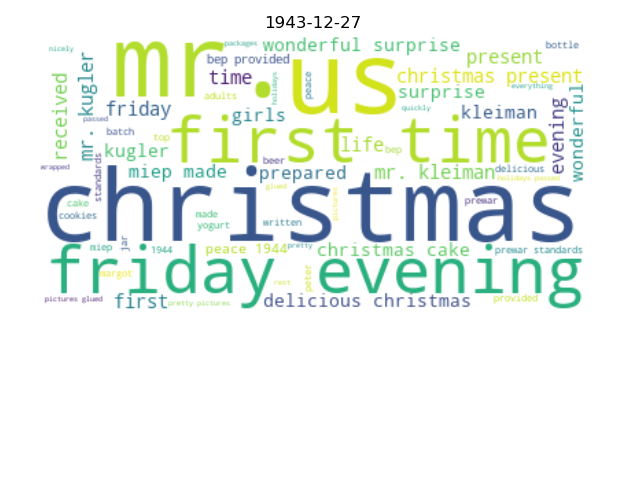 1943-12-27
mr.
us
wonderful surprise
nicely
packages
bottle
bep provided
present
mr. kugler
time
holidays
peace
christmas present
everything
received
adults
surprise
wonderful
friday
girls
quickly
kleiman
evening
passed
batch
first time
top
life
bep
kugler
beer
wrapped
standards
miep made
prepared
mr. kleiman
delicious
holidays passed
christmas
glued
pictures
cake
prewar
cookies
made
yogurt
written
jar
miep
1944
peace 1944
pretty
christmas cake
prewar standards
friday evening
margot
rest
peter
pictures glued
first
pretty pictures
delicious christmas
provided